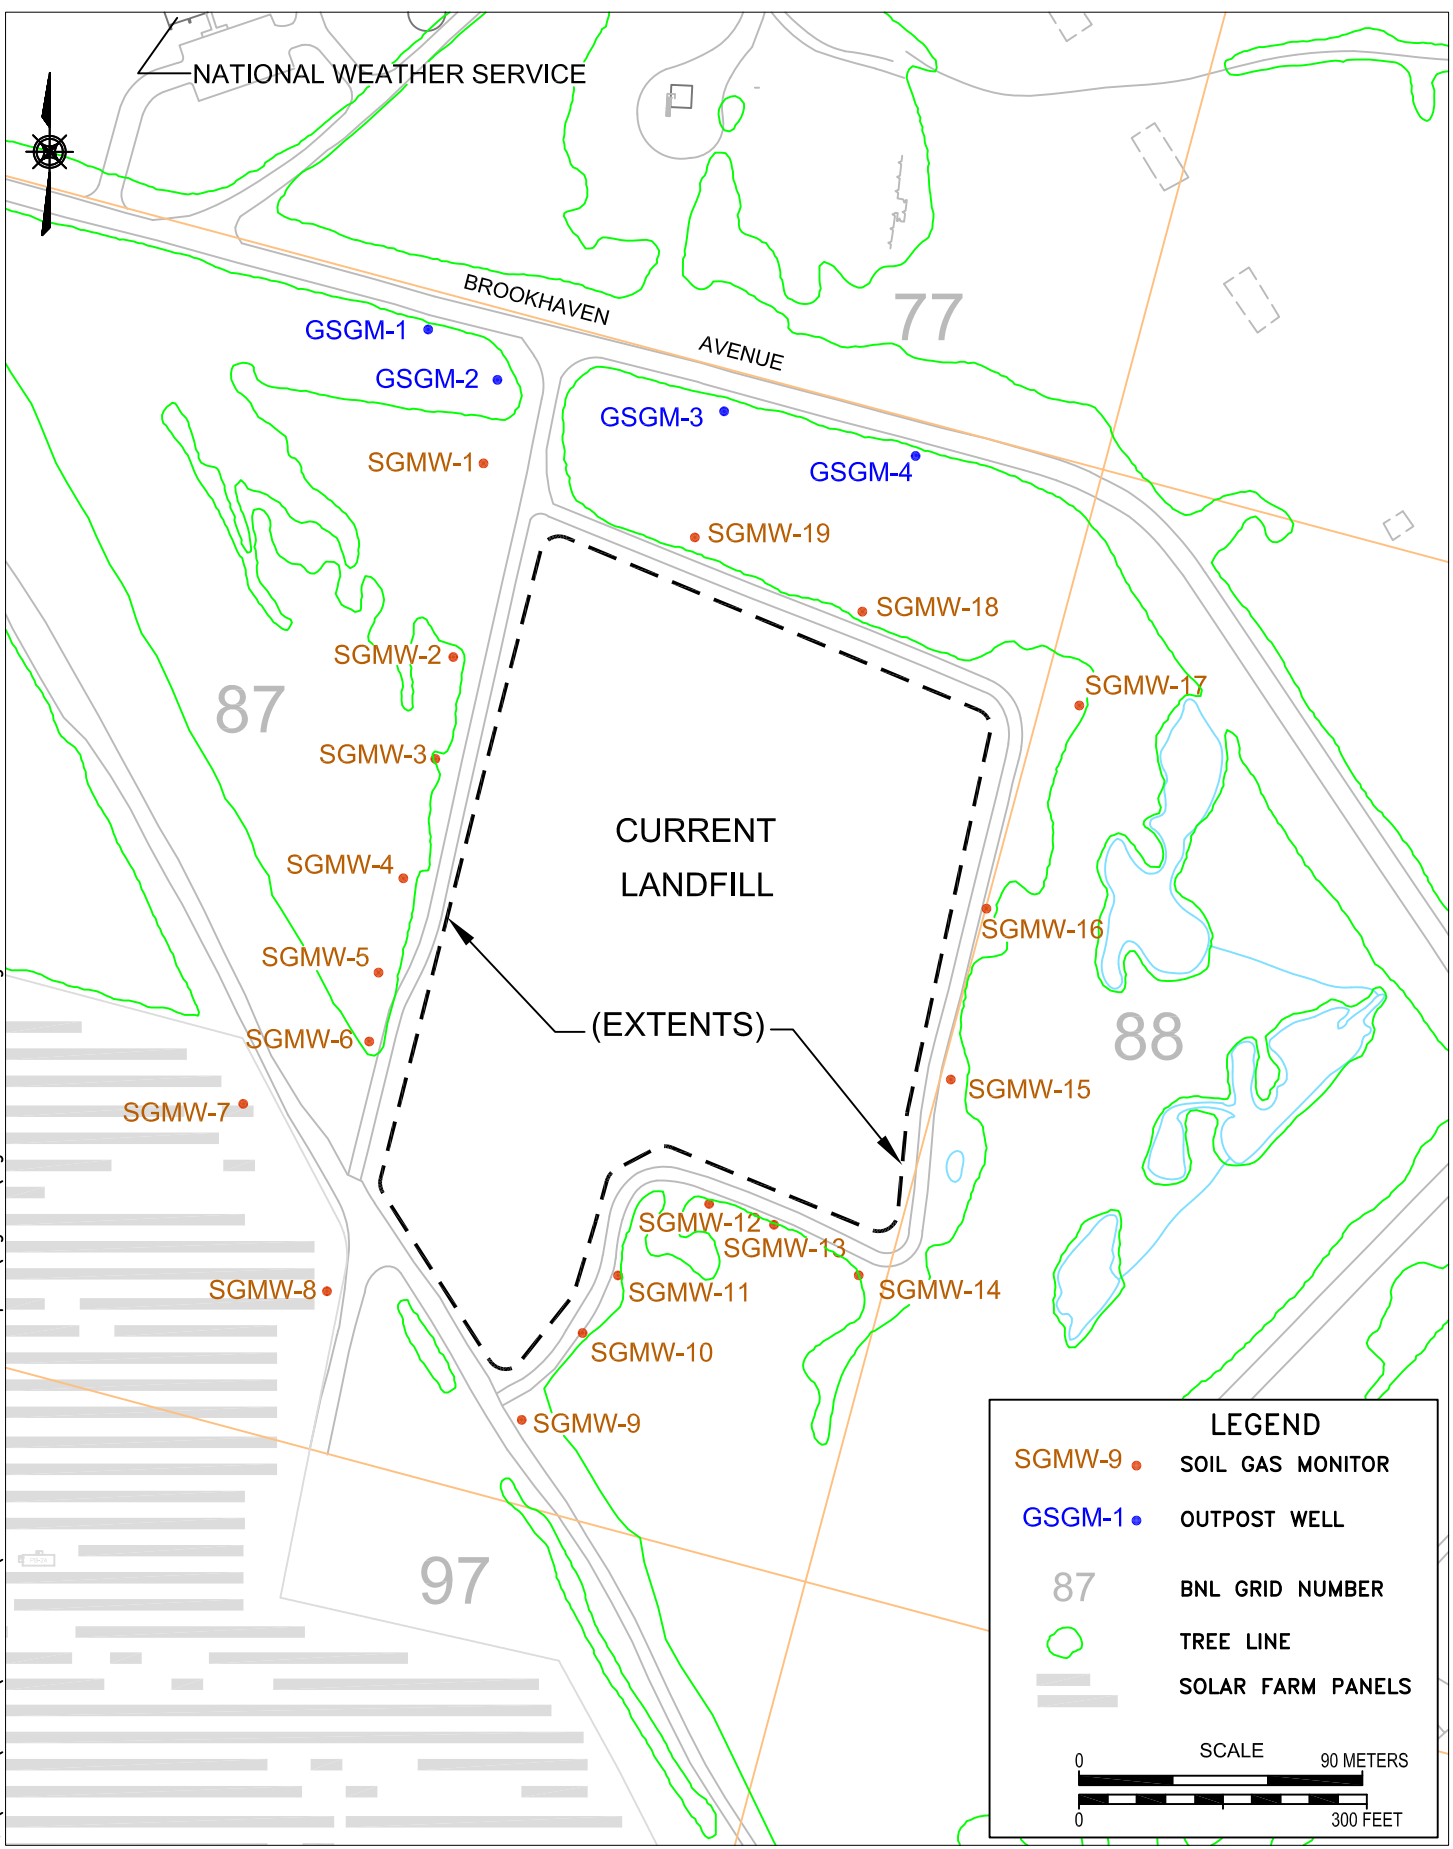 NATIONAL WEATHER SERVICE
BROOKHAVEN AVENUE
77
GSGM-1
GSGM-2
GSGM-3
GSGM-4
SGMW-1
SGMW-19
SGMW-18
SGMW-2
SGMW-17
87
SGMW-3
CURRENT
LANDFILL
SGMW-4
SGMW-16
SGMW-5
(EXTENTS)
SGMW-6
88
SGMW-15
SGMW-7
SGMW-12
SGMW-13
SGMW-8
SGMW-11
SGMW-14
SGMW-10
SGMW-9
97
LEGEND
SGMW-9 SOIL GAS MONITOR
GSGM-1 OUTPOST WELL
87 BNL GRID NUMBER
TREE LINE
SOLAR FARM PANELS
SCALE
0 90 METERS
0 300 FEET